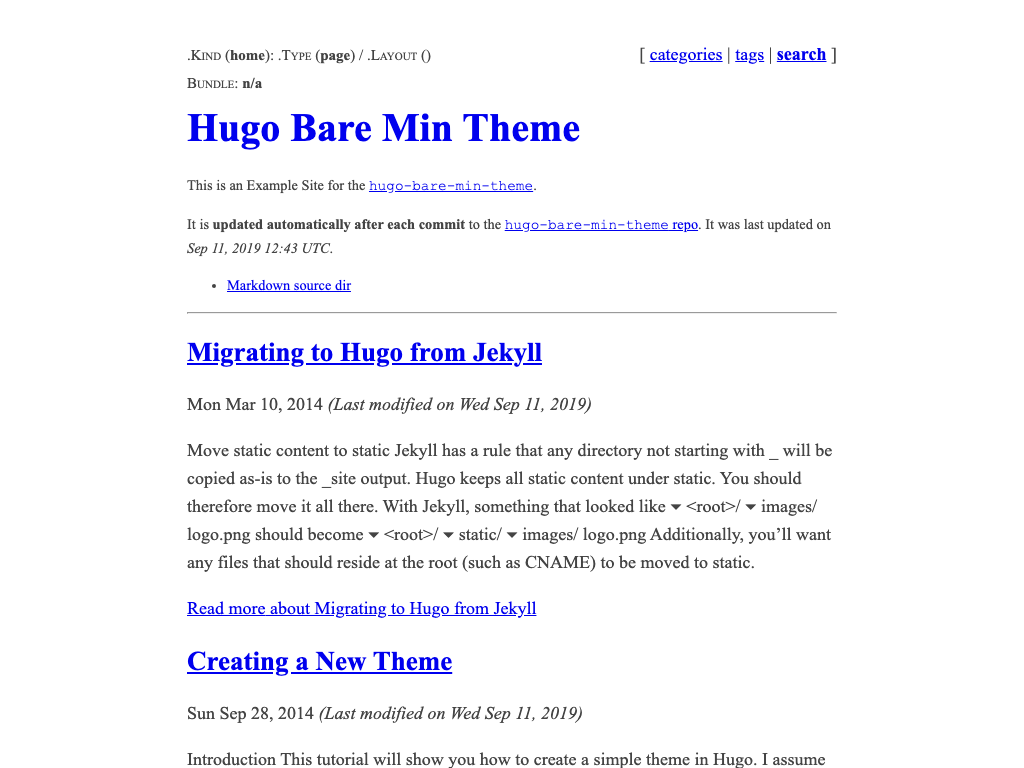 .Kind (home): .Type (page) / .Layout ()
[ categories | tags | search ]
Bundle: n/a
Hugo Bare Min Theme
This is an Example Site for the hugo-bare-min-theme.
It is updated automatically after each commit to the hugo-bare-min-theme repo. It was last updated on
Sep 11, 2019 12:43 UTC.
• Markdown source dir
Migrating to Hugo from Jekyll
Mon Mar 10, 2014 (Last modified on Wed Sep 11, 2019)
Move static content to static Jekyll has a rule that any directory not starting with _ will be
copied as-is to the _site output. Hugo keeps all static content under static. You should
therefore move it all there. With Jekyll, something that looked like ▾ <root>/ ▾ images/
logo.png should become ▾ <root>/ ▾ static/ ▾ images/ logo.png Additionally, you’ll want
any files that should reside at the root (such as CNAME) to be moved to static.
Read more about Migrating to Hugo from Jekyll
Creating a New Theme
Sun Sep 28, 2014 (Last modified on Wed Sep 11, 2019)
Introduction This tutorial will show you how to create a simple theme in Hugo. I assume